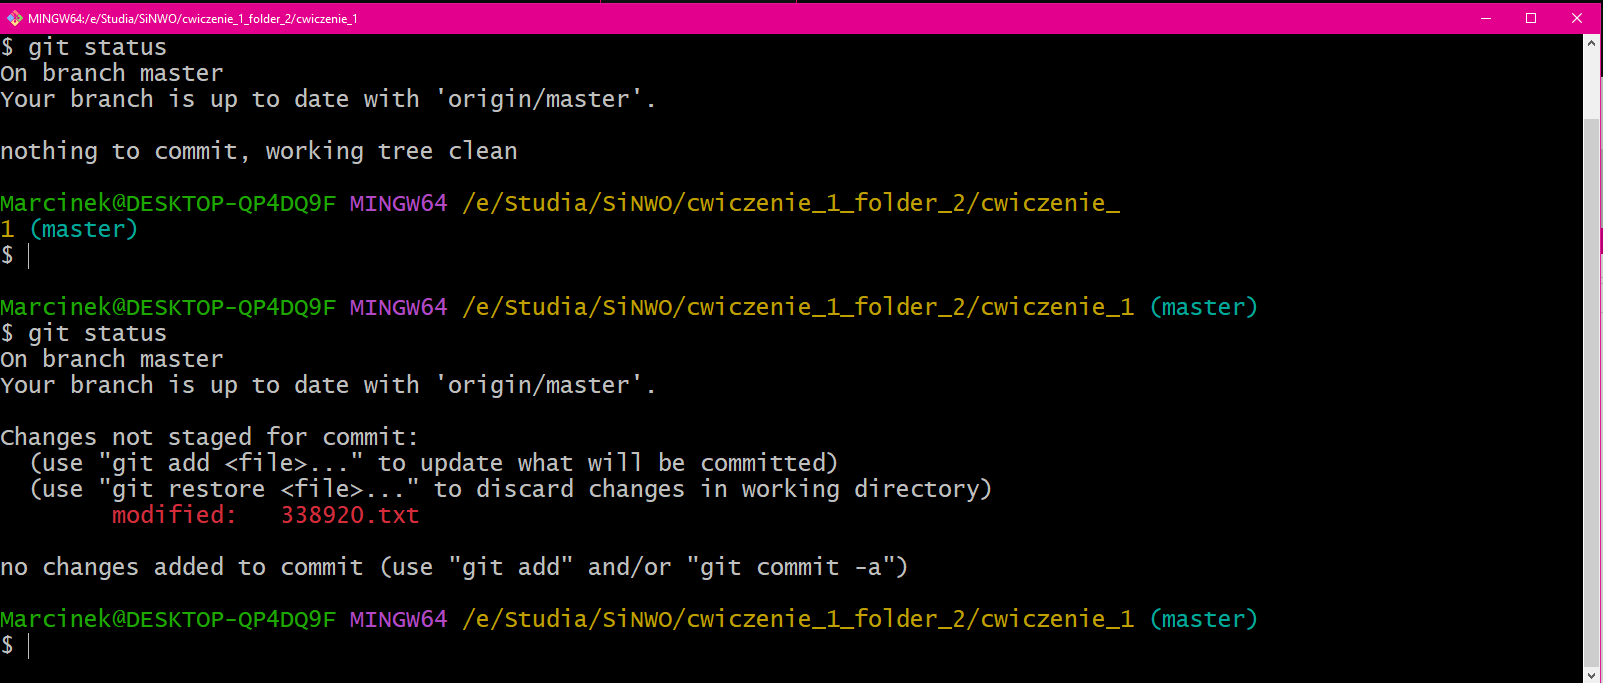 MINGW64:/e/Studia/SiNWO/cwiczenie_1_folder_2/cwiczenie_1
$ git status
On branch master
Your branch is up to date with 'origin/master'.
nothing to commit, working tree clean
Marcinek@DESKTOP-QP4DQ9F MINGW64 /e/Studia/SiNWO/cwiczenie_1_folder_2/cwiczenie_
1 (master)
$
Marcinek@DESKTOP-QP4DQ9F MINGW64 /e/Studia/SiNWO/cwiczenie_1_folder_2/cwiczenie_1 (master)
$ git status
On branch master
Your branch is up to date with 'origin/master'.
Changes not staged for commit:
  (use "git add <file>..." to update what will be committed)
  (use "git restore <file>..." to discard changes in working directory)
        modified:   338920.txt
no changes added to commit (use "git add" and/or "git commit -a")
Marcinek@DESKTOP-QP4DQ9F MINGW64 /e/Studia/SiNWO/cwiczenie_1_folder_2/cwiczenie_1 (master)
$